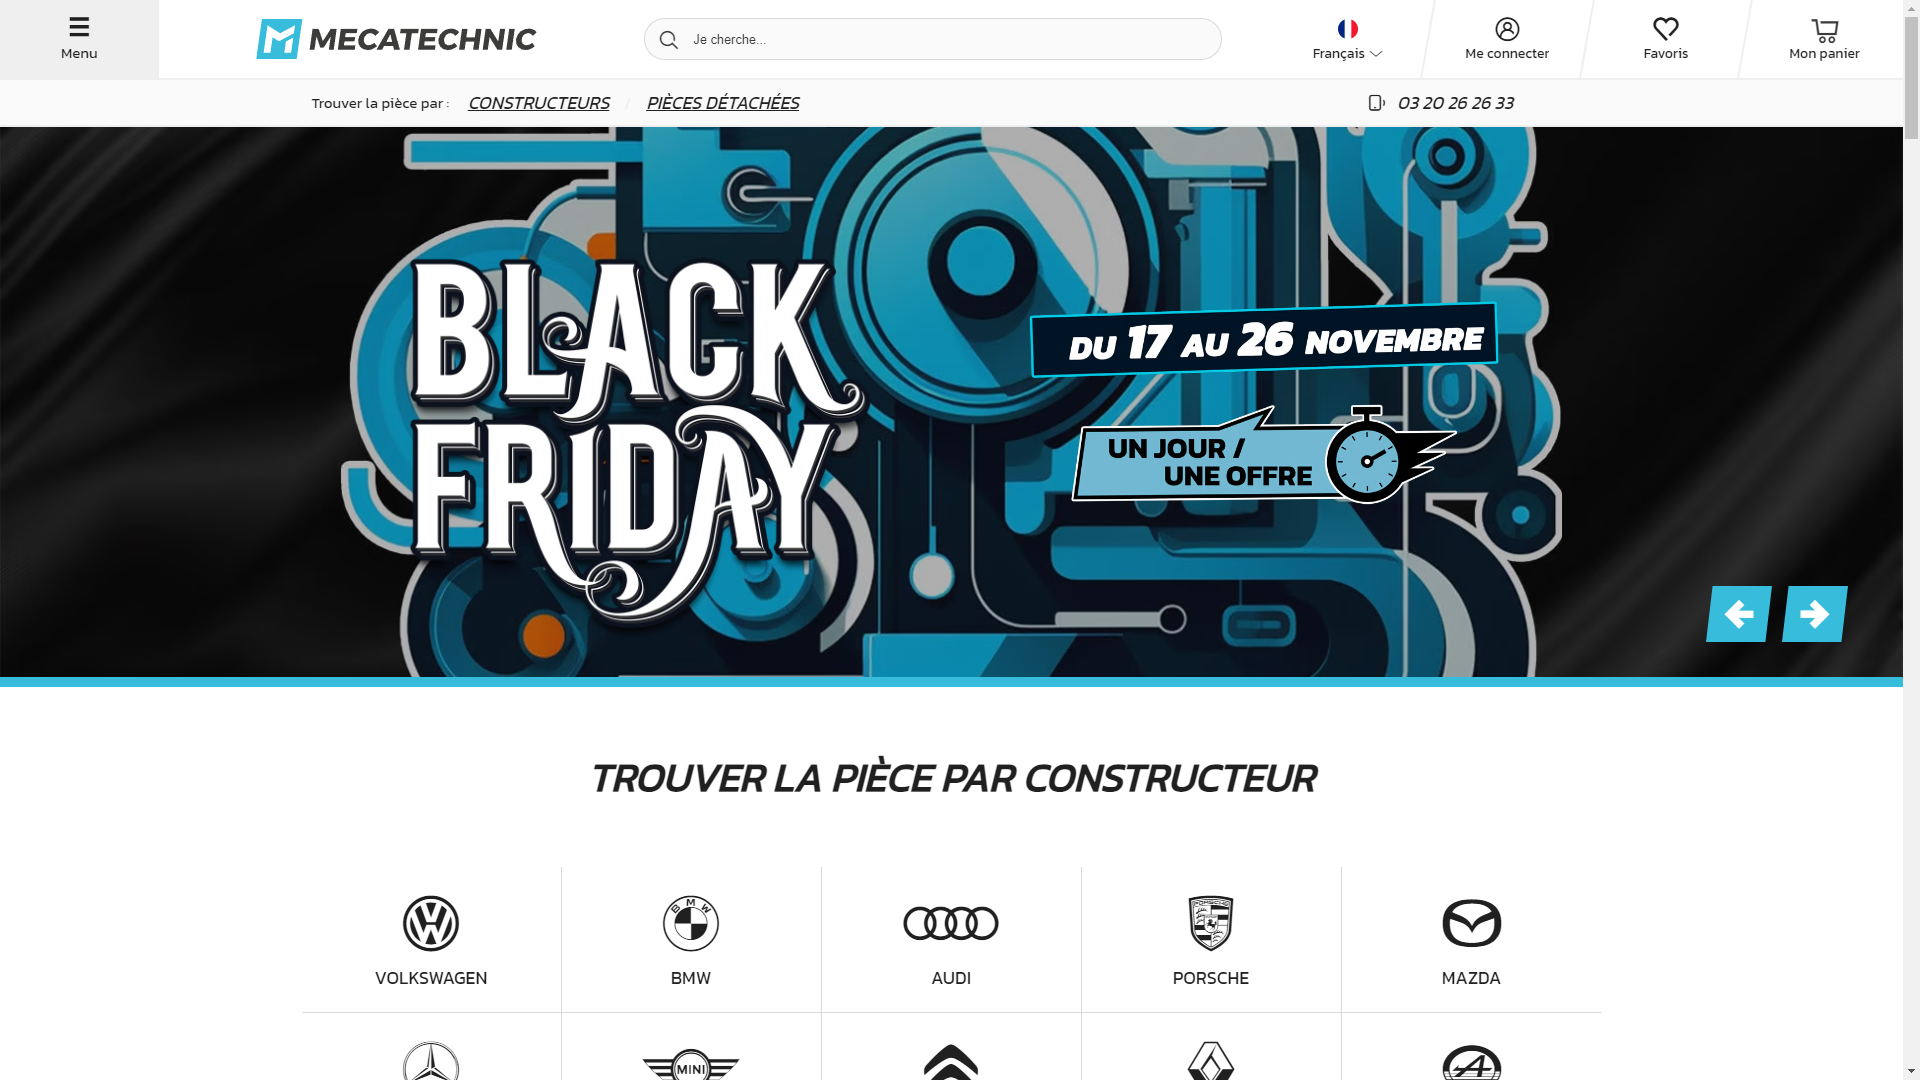 Menu
MECATECHNIC
Je cherche...
Français
Me connecter
Favoris
Mon panier
Trouver la pièce par :
CONSTRUCTEURS
/
PIÈCES DÉTACHÉES
03 20 26 26 33
BLACK
FRIDAY
DU 17 AU 26 NOVEMBRE
UN JOUR /
UNE OFFRE
TROUVER LA PIÈCE PAR CONSTRUCTEUR
BMW
PORSCHE
VOLKSWAGEN
BMW
AUDI
PORSCHE
MAZDA
MINI